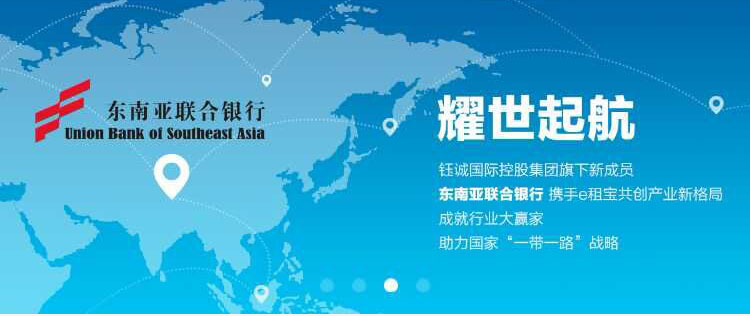 东南亚联合银行
Union Bank of Southeast Asia
耀世起航
钰诚国际控股集团旗下新成员
东南亚联合银行 携手e租宝共创产业新格局
成就行业大赢家
助力国家“一带一路”战略